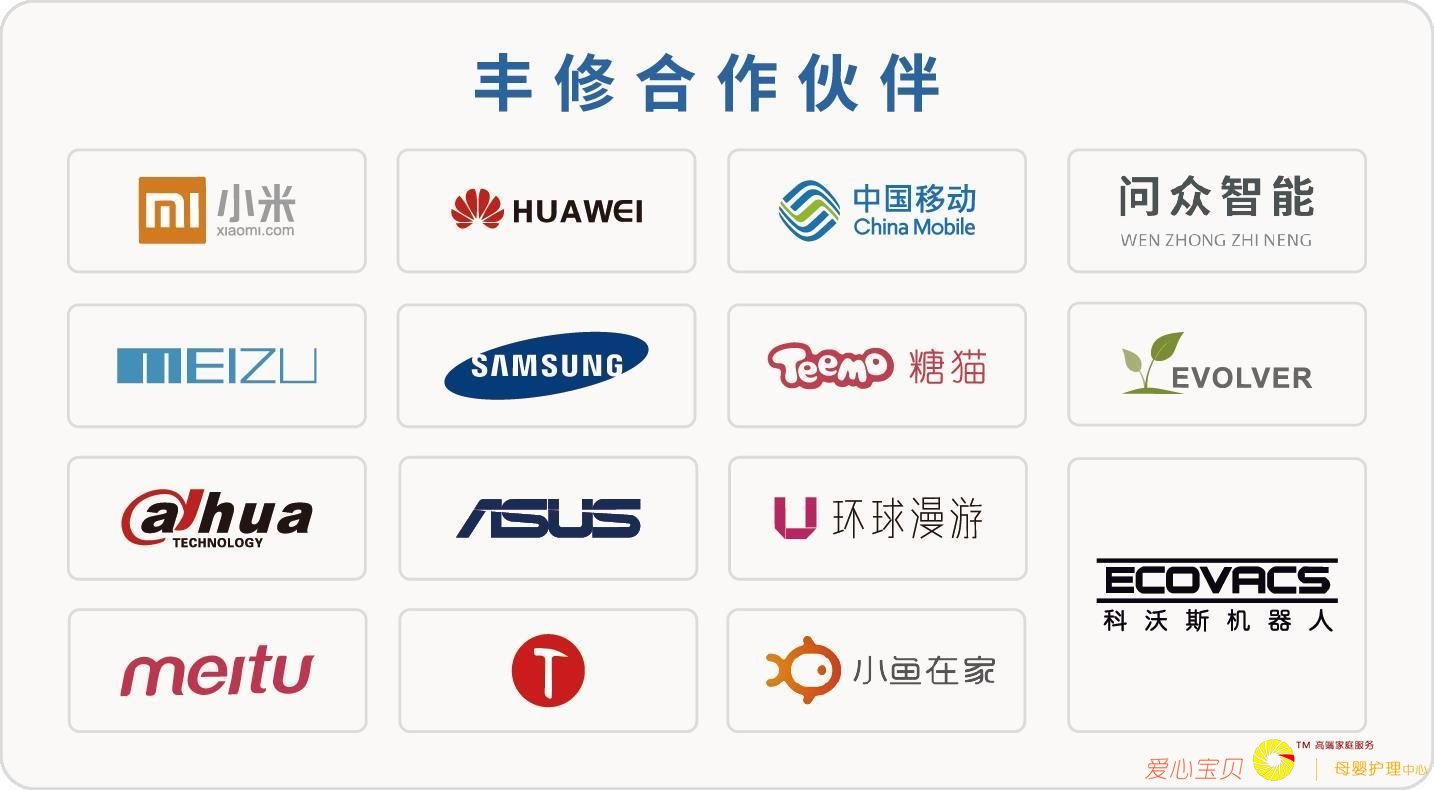 丰修合作伙伴
mi 小米
xiaomi.com
HUAWEI
中国移动
China Mobile
问众智能
WEN ZHONG ZHI NENG
MEIZU
SAMSUNG
Teemo 糖猫
EVOLVER
alhua
TECHNOLOGY
ASUS
U 环球漫游
ECOVACS
科沃斯机器人
meitu
T
小鱼在家
爱心宝贝
TM 高端家庭服务
母婴护理中心